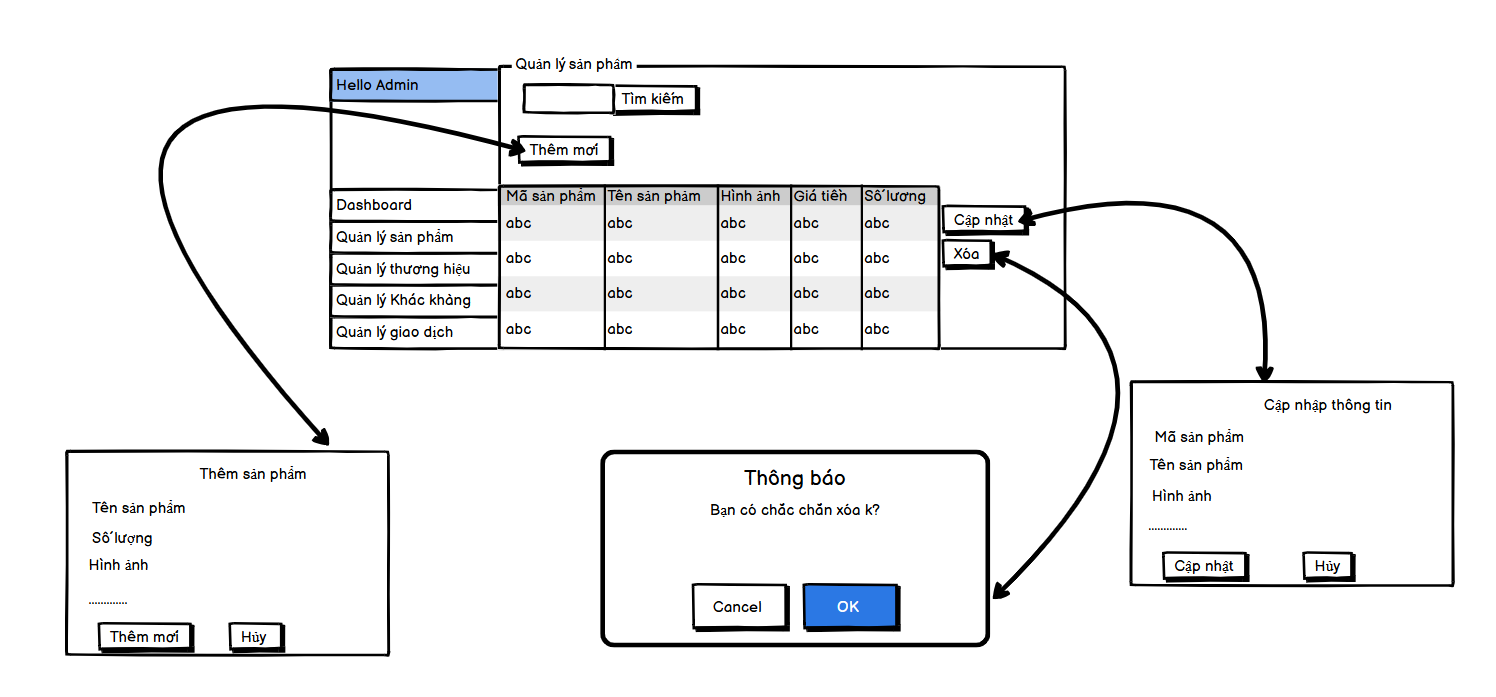 Quản lý sản phẩm
Hello Admin
Tìm kiếm
Thêm mới
Mã sản phẩm Tên sản phẩm Hình ảnh Giá tiền Số lượng
Dashboard
abc abc abc abc abc
Cập nhật
Quản lý sản phẩm
abc abc abc abc abc
Xóa
Quản lý thương hiệu
abc abc abc abc abc
Quản lý Khác khàng
abc abc abc abc abc
Quản lý giao dịch
Thêm sản phẩm
Tên sản phẩm
Số lượng
Hình ảnh
.............
Thêm mới Hủy
Thông báo
Bạn có chắc chắn xóa k?
Cancel OK
Cập nhập thông tin
Mã sản phẩm
Tên sản phẩm
Hình ảnh
.............
Cập nhật Hủy